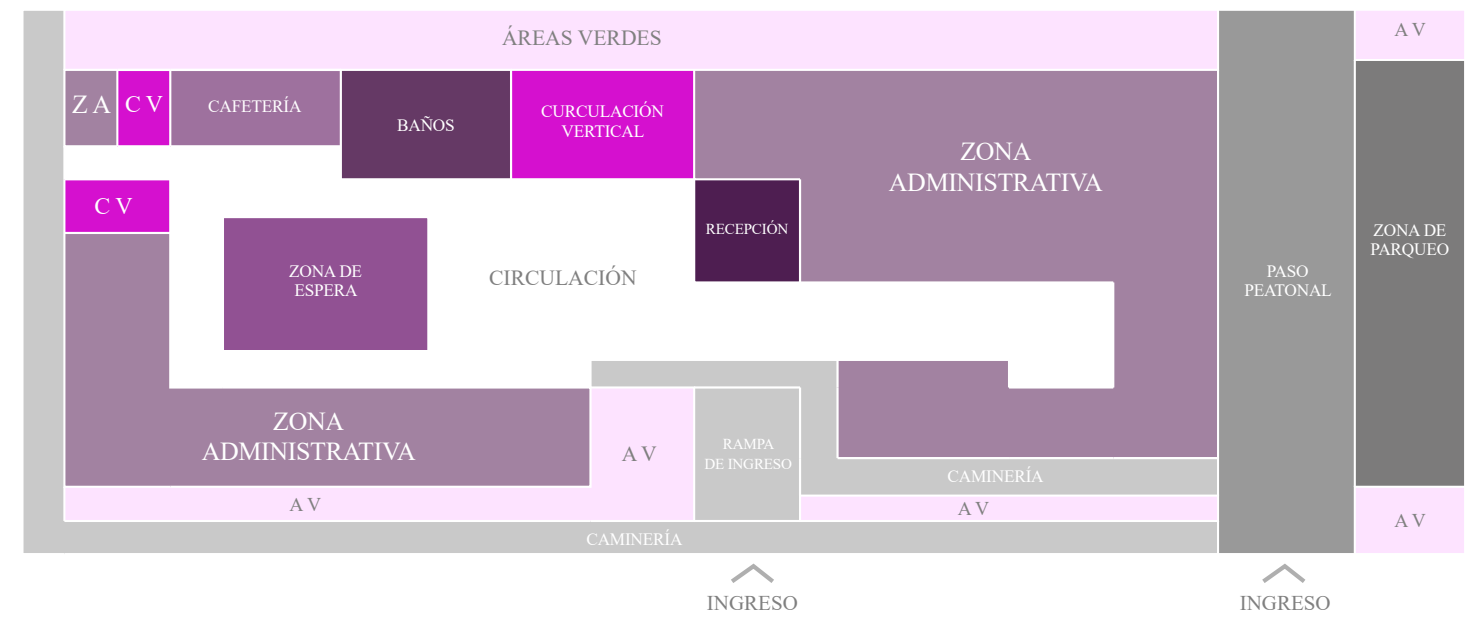 ÁREAS VERDES
A V
Z A
C V
CAFETERÍA
BAÑOS
CURCULACIÓN
VERTICAL
ZONA
ADMINISTRATIVA
C V
RECEPCIÓN
ZONA DE
ESPERA
CIRCULACIÓN
PASO
PEATONAL
ZONA DE
PARQUEO
ZONA
ADMINISTRATIVA
A V
RAMPA
DE INGRESO
CAMINERÍA
A V
A V
A V
CAMINERÍA
INGRESO
INGRESO